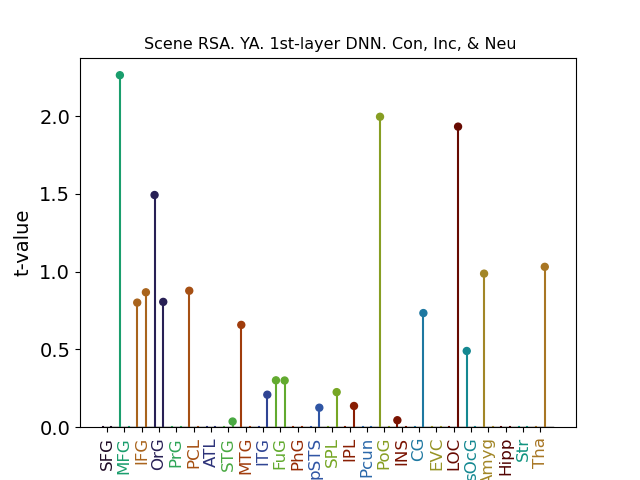 Scene RSA. YA. 1st-layer DNN. Con, Inc, & Neu
t-value
2.0
1.5
1.0
0.5
0.0
SFG
MFG
IFG
OrG
PrG
PCL
ATL
STG
MTG
ITG
FuG
PhG
pSTS
SPL
IPL
Pcun
PoG
INS
CG
EVC
LOC
sOcG
Amyg
Hipp
Str
Tha